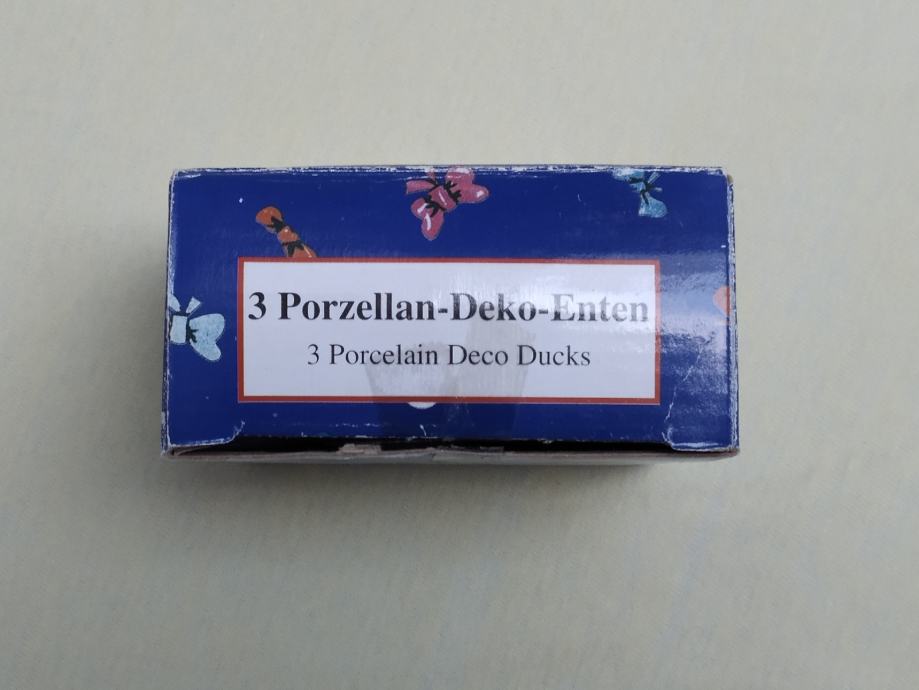 3 Porzellan-Deko-Enten
3 Porcelain Deco Ducks